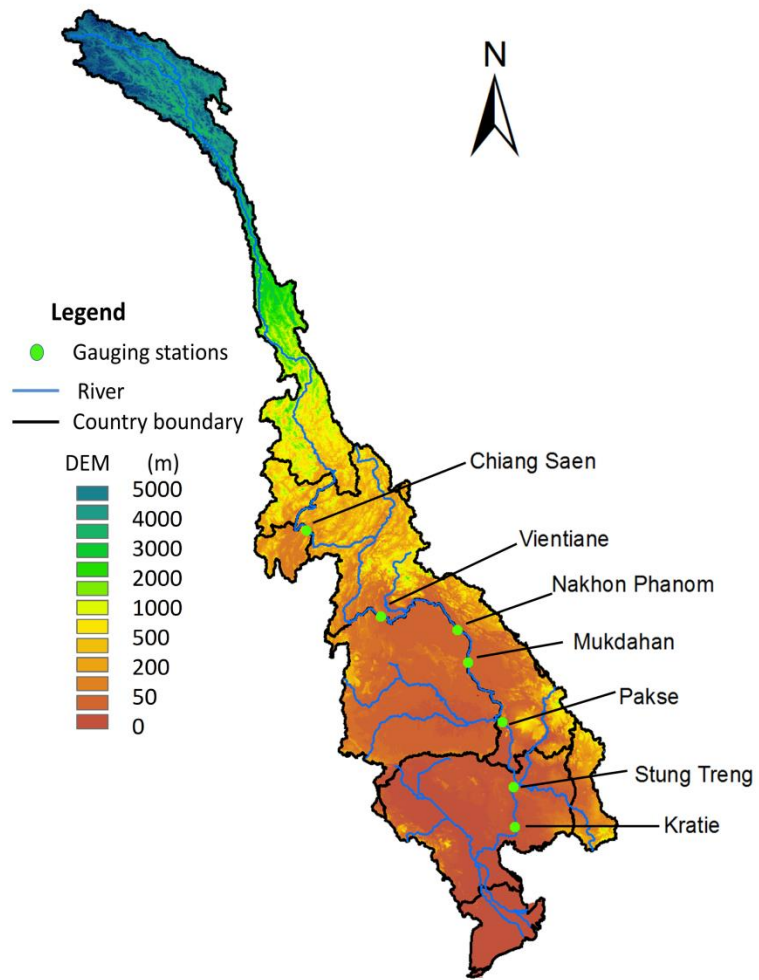 N
Legend
Gauging stations
River
Country boundary
DEM (m)
5000
4000
3000
2000
1000
500
200
50
0
Chiang Saen
Vientiane
Nakhon Phanom
Mukdahan
Pakse
Stung Treng
Kratie